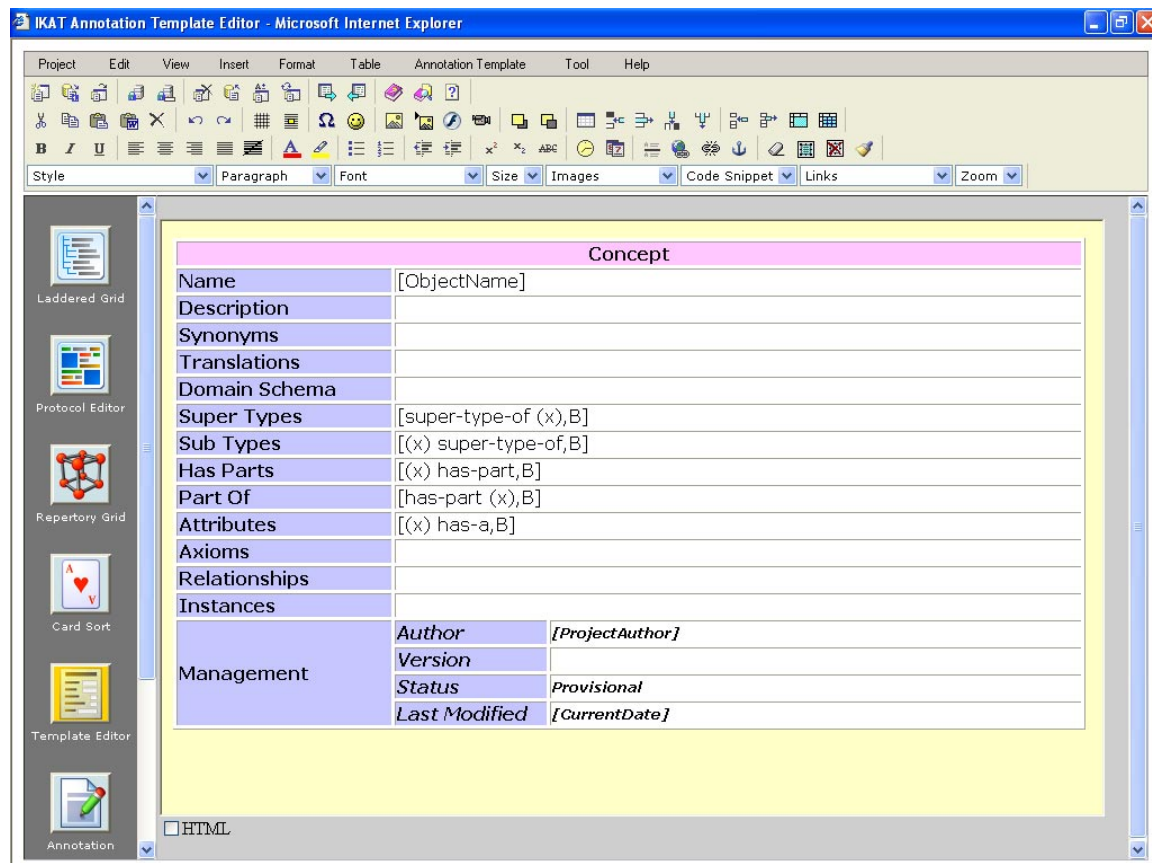 IKAT Annotation Template Editor - Microsoft Internet Explorer
Project Edit View Insert Format Table Annotation Template Tool Help
B I U A x² x₂ ABC
Style Paragraph Font Size Images Code Snippet Links Zoom
Laddered Grid
Protocol Editor
Repertory Grid
A
V
Card Sort
Template Editor
Annotation
Concept
Name [ObjectName]
Description
Synonyms
Translations
Domain Schema
Super Types [super-type-of (x),B]
Sub Types [(x) super-type-of,B]
Has Parts [(x) has-part,B]
Part Of [has-part (x),B]
Attributes [(x) has-a,B]
Axioms
Relationships
Instances
Management
Author [ProjectAuthor]
Version
Status Provisional
Last Modified [CurrentDate]
HTML